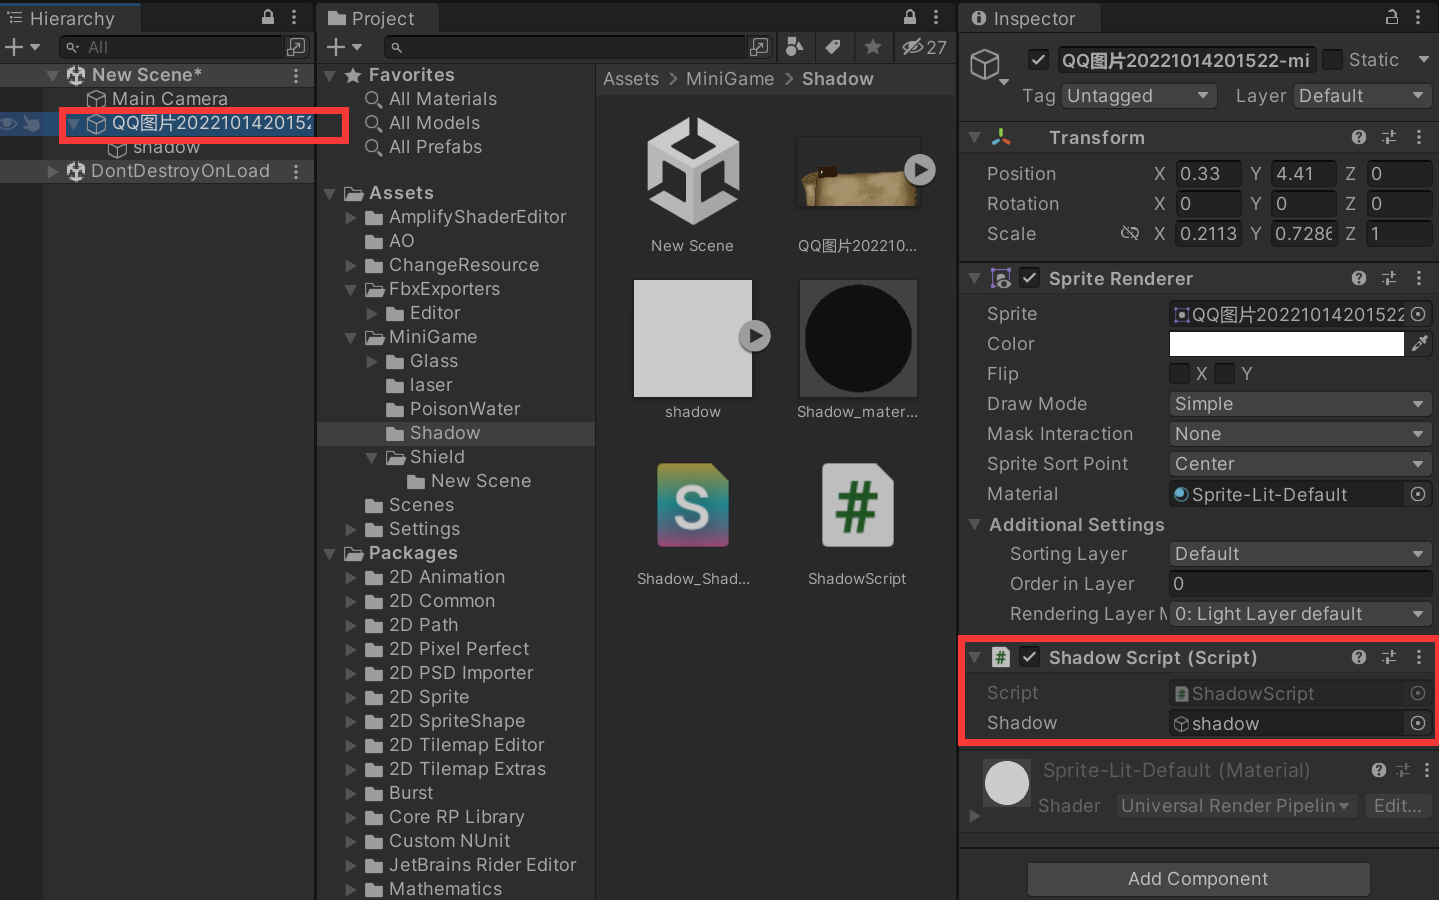 Hierarchy
All
New Scene*
Main Camera
QQ图片2022101420152
shadow
DontDestroyOnLoad
Project
27
Favorites
All Materials
All Models
All Prefabs
Assets
AmplifyShaderEditor
AO
ChangeResource
FbxExporters
Editor
MiniGame
Glass
laser
PoisonWater
Shadow
Shield
New Scene
Scenes
Settings
Packages
2D Animation
2D Common
2D Path
2D Pixel Perfect
2D PSD Importer
2D Sprite
2D SpriteShape
2D Tilemap Editor
2D Tilemap Extras
Burst
Core RP Library
Custom NUnit
JetBrains Rider Editor
Mathematics
Assets > MiniGame > Shadow
New Scene
QQ图片202210...
shadow
Shadow_mater...
Shadow_Shad...
ShadowScript
Inspector
QQ图片20221014201522-mi
Static
Tag Untagged Layer Default
Transform
Position X 0.33 Y 4.41 Z 0
Rotation X 0 Y 0 Z 0
Scale X 0.2113 Y 0.7286 Z 1
Sprite Renderer
Sprite QQ图片20221014201522
Color
Flip X Y
Draw Mode Simple
Mask Interaction None
Sprite Sort Point Center
Material Sprite-Lit-Default
Additional Settings
Sorting Layer Default
Order in Layer 0
Rendering Layer M 0: Light Layer default
Shadow Script (Script)
Script ShadowScript
Shadow shadow
Sprite-Lit-Default (Material)
Shader Universal Render Pipelin Edit...
Add Component